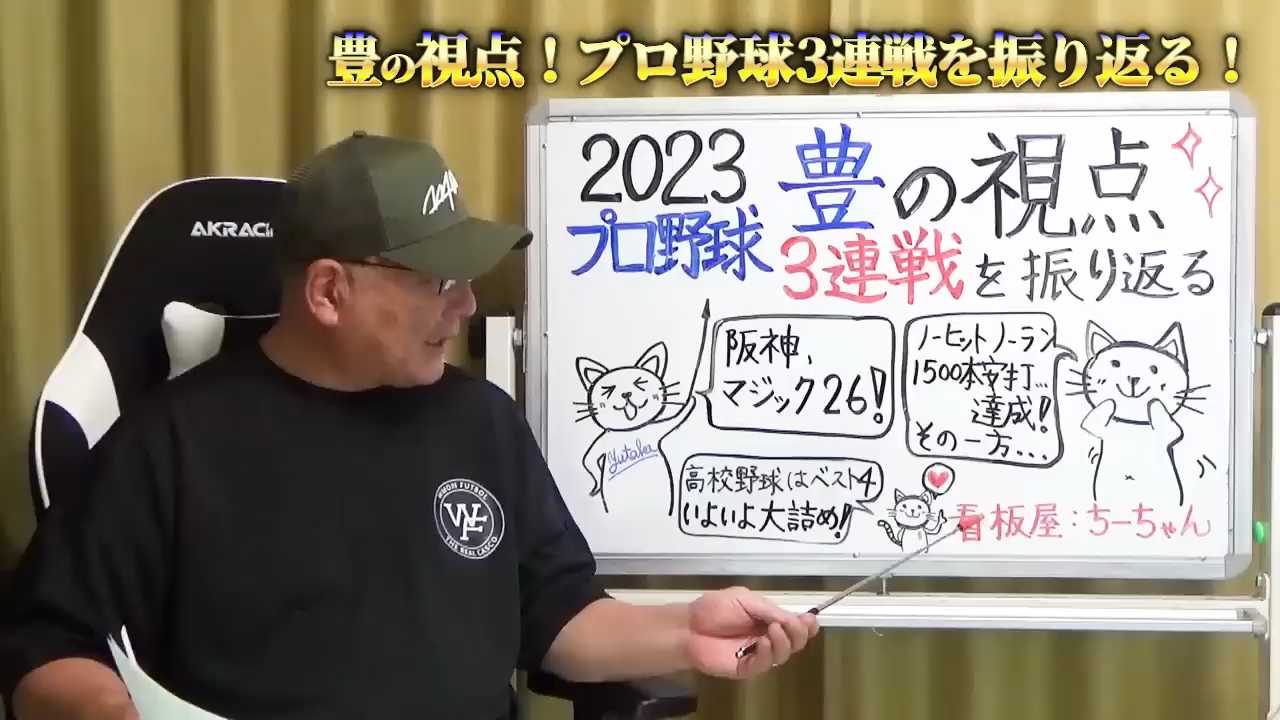 豊の視点！プロ野球3連戦を振り返る！
2023 豊の視点
プロ野球 3連戦を振り返る
阪神、
マジック26!
ノーヒットノーラン
1500本安打...
達成!
その一方...
yutaka
高校野球はベスト4
いよいよ大詰め!
看板屋:ちーちゃん
AKRACi
WF
THE REAL CASCO